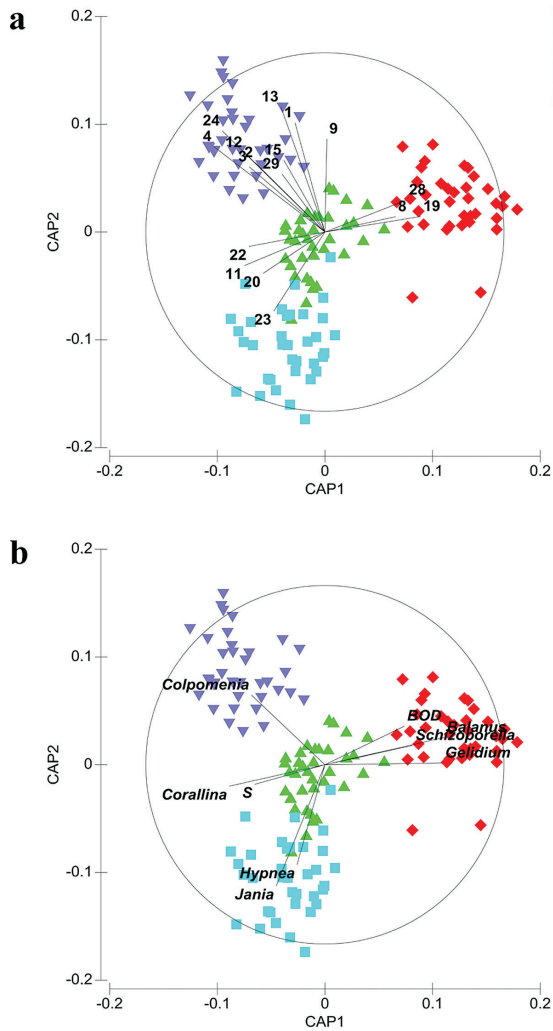 a
0.2
13
1
24
9
4
12
2
15
3
29
28
8
19
22
11
20
23
0.1
0
-0.1
-0.2
CAP2
-0.2 -0.1 0 0.1 0.2
CAP1
b
0.2
Colpomenia
BOD
Balanus
Schizoporella
Gelidium
Corallina
S
Hypnea
Jania
0.1
0
-0.1
-0.2
CAP2
-0.2 -0.1 0 0.1 0.2
CAP1